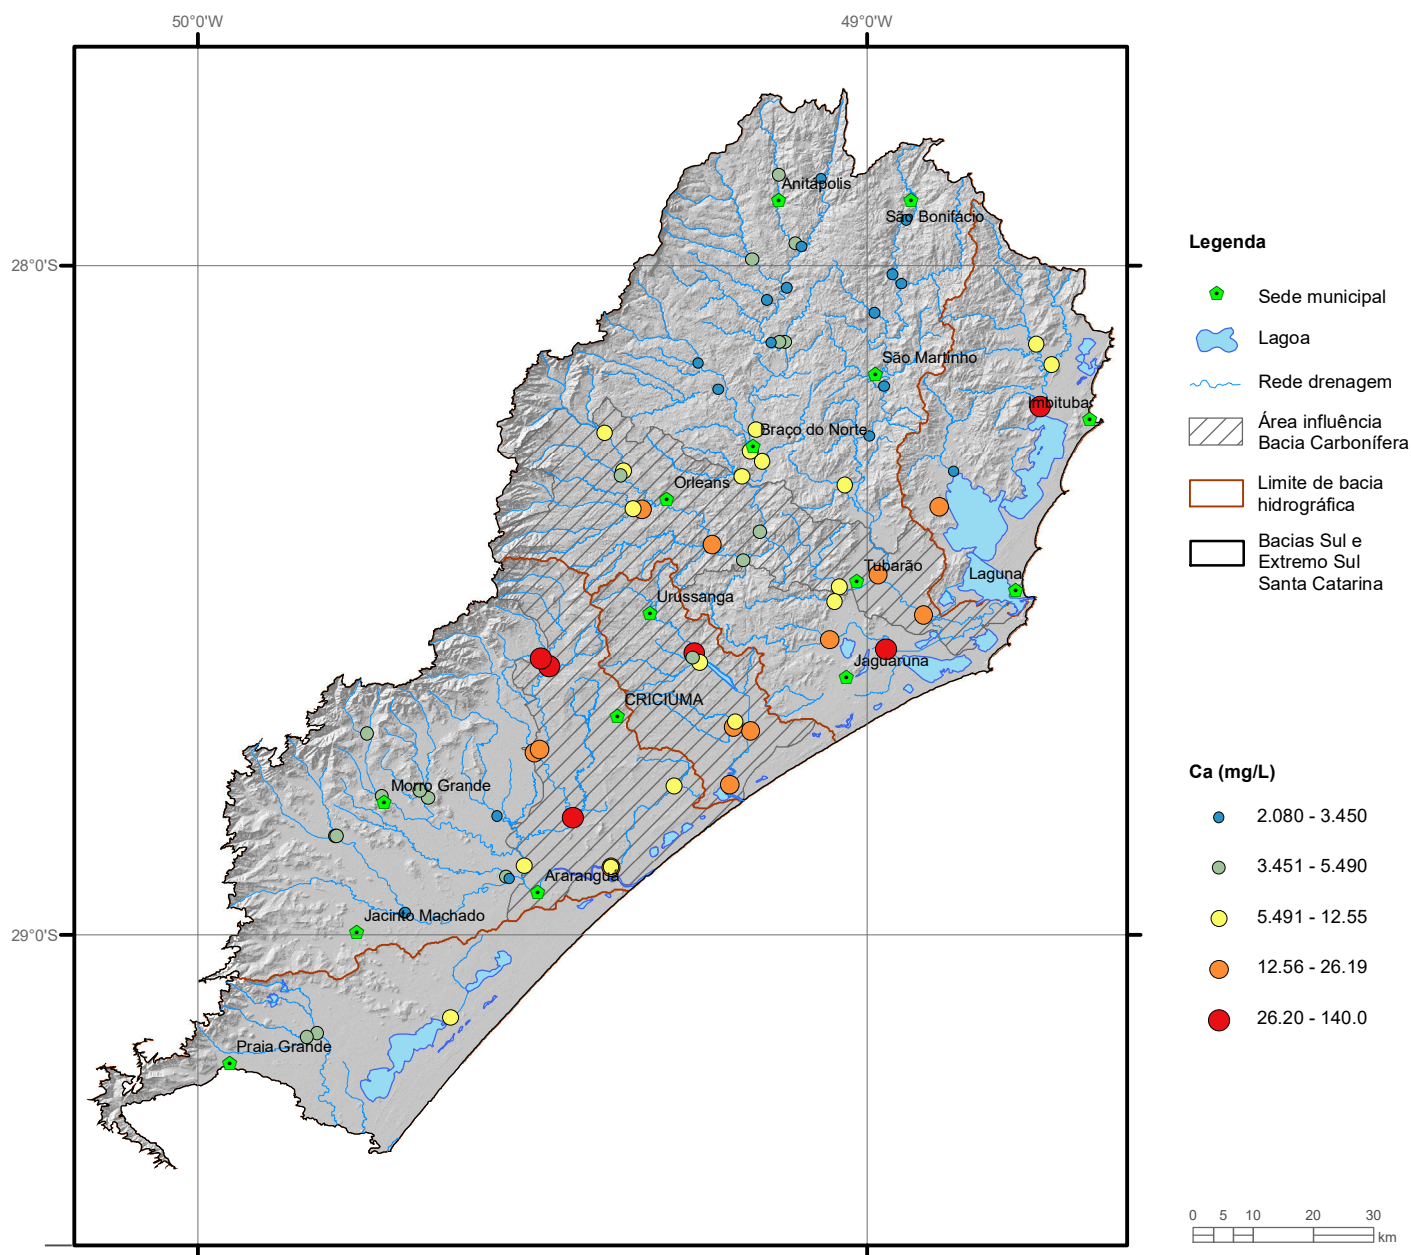 50°0'W
49°0'W
28°0'S
29°0'S
Anitápolis
São Bonifácio
São Martinho
Imbituba
Braço do Norte
Orleans
Tubarão
Laguna
Urussanga
Jaguaruna
CRICIÚMA
Morro Grande
Araranguá
Jacinto Machado
Praia Grande
Legenda
Sede municipal
Lagoa
Rede drenagem
Área influência
Bacia Carbonífera
Limite de bacia
hidrográfica
Bacias Sul e
Extremo Sul
Santa Catarina
Ca (mg/L)
2.080 - 3.450
3.451 - 5.490
5.491 - 12.55
12.56 - 26.19
26.20 - 140.0
0 5 10 20 30
km